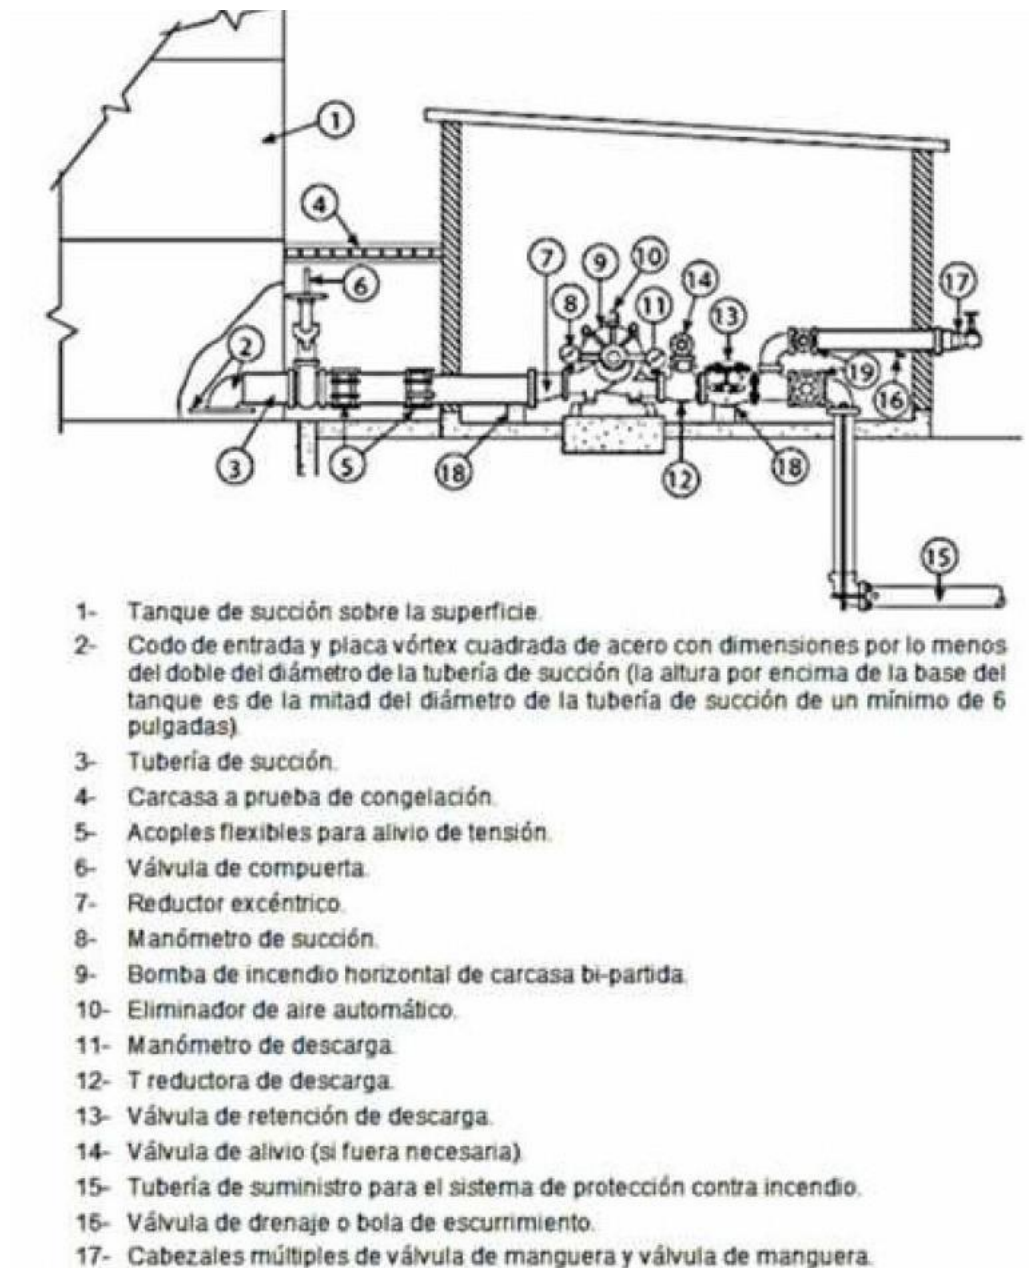 1
4
6
7
9
10
8
11
14
13
17
2
19
16
3
5
18
12
18
15
1- Tanque de succión sobre la superficie.
2- Codo de entrada y placa vórtex cuadrada de acero con dimensiones por lo menos
del doble del diámetro de la tubería de succión (la altura por encima de la base del
tanque es de la mitad del diámetro de la tubería de succión de un mínimo de 6
pulgadas).
3- Tubería de succión.
4- Carcasa a prueba de congelación.
5- Acoples flexibles para alivio de tensión.
6- Válvula de compuerta.
7- Reductor excéntrico.
8- Manómetro de succión.
9- Bomba de incendio horizontal de carcasa bi-partida.
10- Eliminador de aire automático.
11- Manómetro de descarga.
12- T reductora de descarga.
13- Válvula de retención de descarga.
14- Válvula de alivio (si fuera necesaria)
15- Tubería de suministro para el sistema de protección contra incendio.
16- Válvula de drenaje o bola de escurrimiento.
17- Cabezales múltiples de válvula de manguera y válvula de manguera.